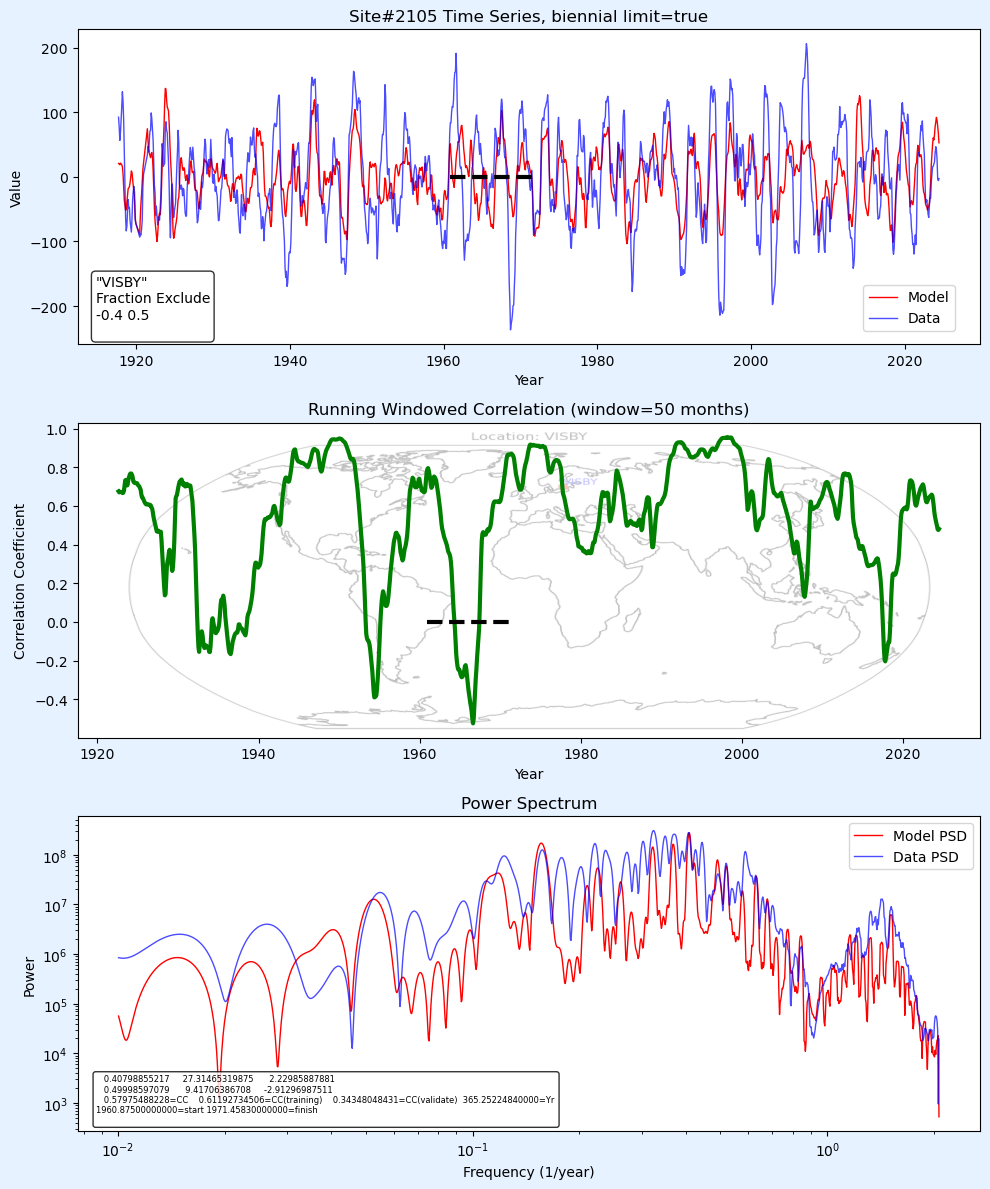 Site#2105 Time Series, biennial limit=true
200
100
0
−100
−200
Value
"VISBY"
Fraction Exclude
-0.4 0.5
Model
Data
1920 1940 1960 1980 2000 2020
Year
Running Windowed Correlation (window=50 months)
Location: VISBY
VISBY
1.0
0.8
0.6
0.4
0.2
0.0
−0.2
−0.4
Correlation Coefficient
1920 1940 1960 1980 2000 2020
Year
Power Spectrum
Model PSD
Data PSD
10^8
10^7
10^6
10^5
10^4
10^3
Power
0.40798855217 27.31465319875 2.22985887881
0.49998597079 9.41706386708 -2.91296987511
0.57975488228=CC 0.61192734506=CC(training) 0.34348048431=CC(validate) 365.25224840000=Yr
1960.87500000000=start 1971.45830000000=finish
10^−2 10^−1 10^0
Frequency (1/year)